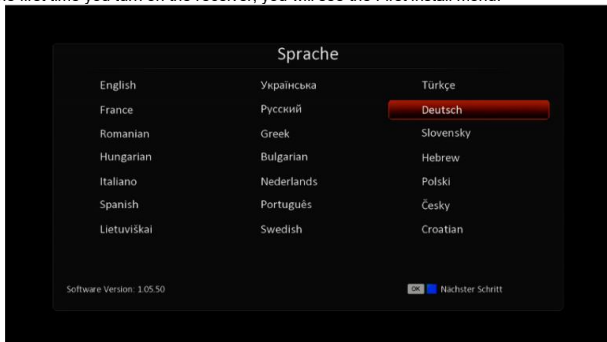 first time you turn on the receiver, you will see the First Install menu.
Sprache
English Українська Türkçe
France Русский Deutsch
Romanian Greek Slovensky
Hungarian Bulgarian Hebrew
Italiano Nederlands Polski
Spanish Português Česky
Lietuviškai Swedish Croatian
Software Version: 1.05.50 OK Nächster Schritt